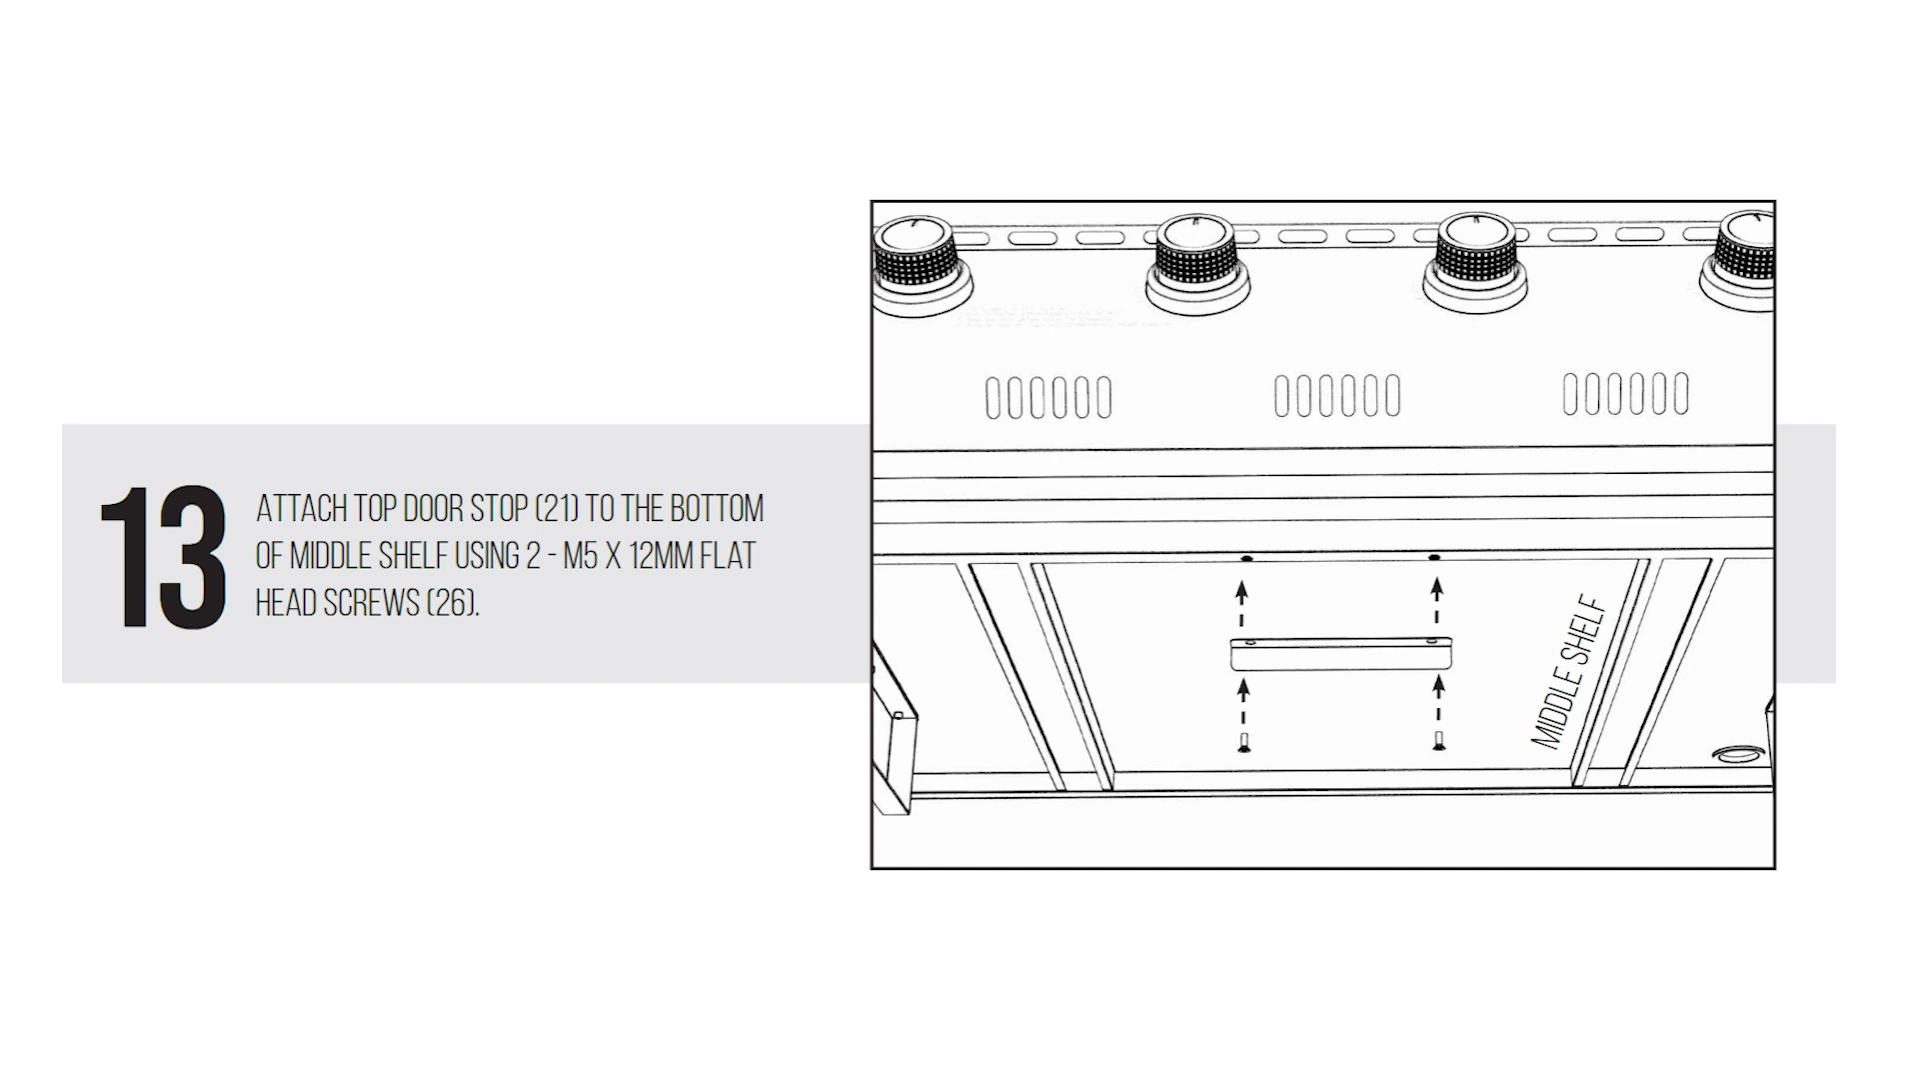 13
ATTACH TOP DOOR STOP (21) TO THE BOTTOM
OF MIDDLE SHELF USING 2 - M5 X 12MM FLAT
HEAD SCREWS (26).
MIDDLE SHELF